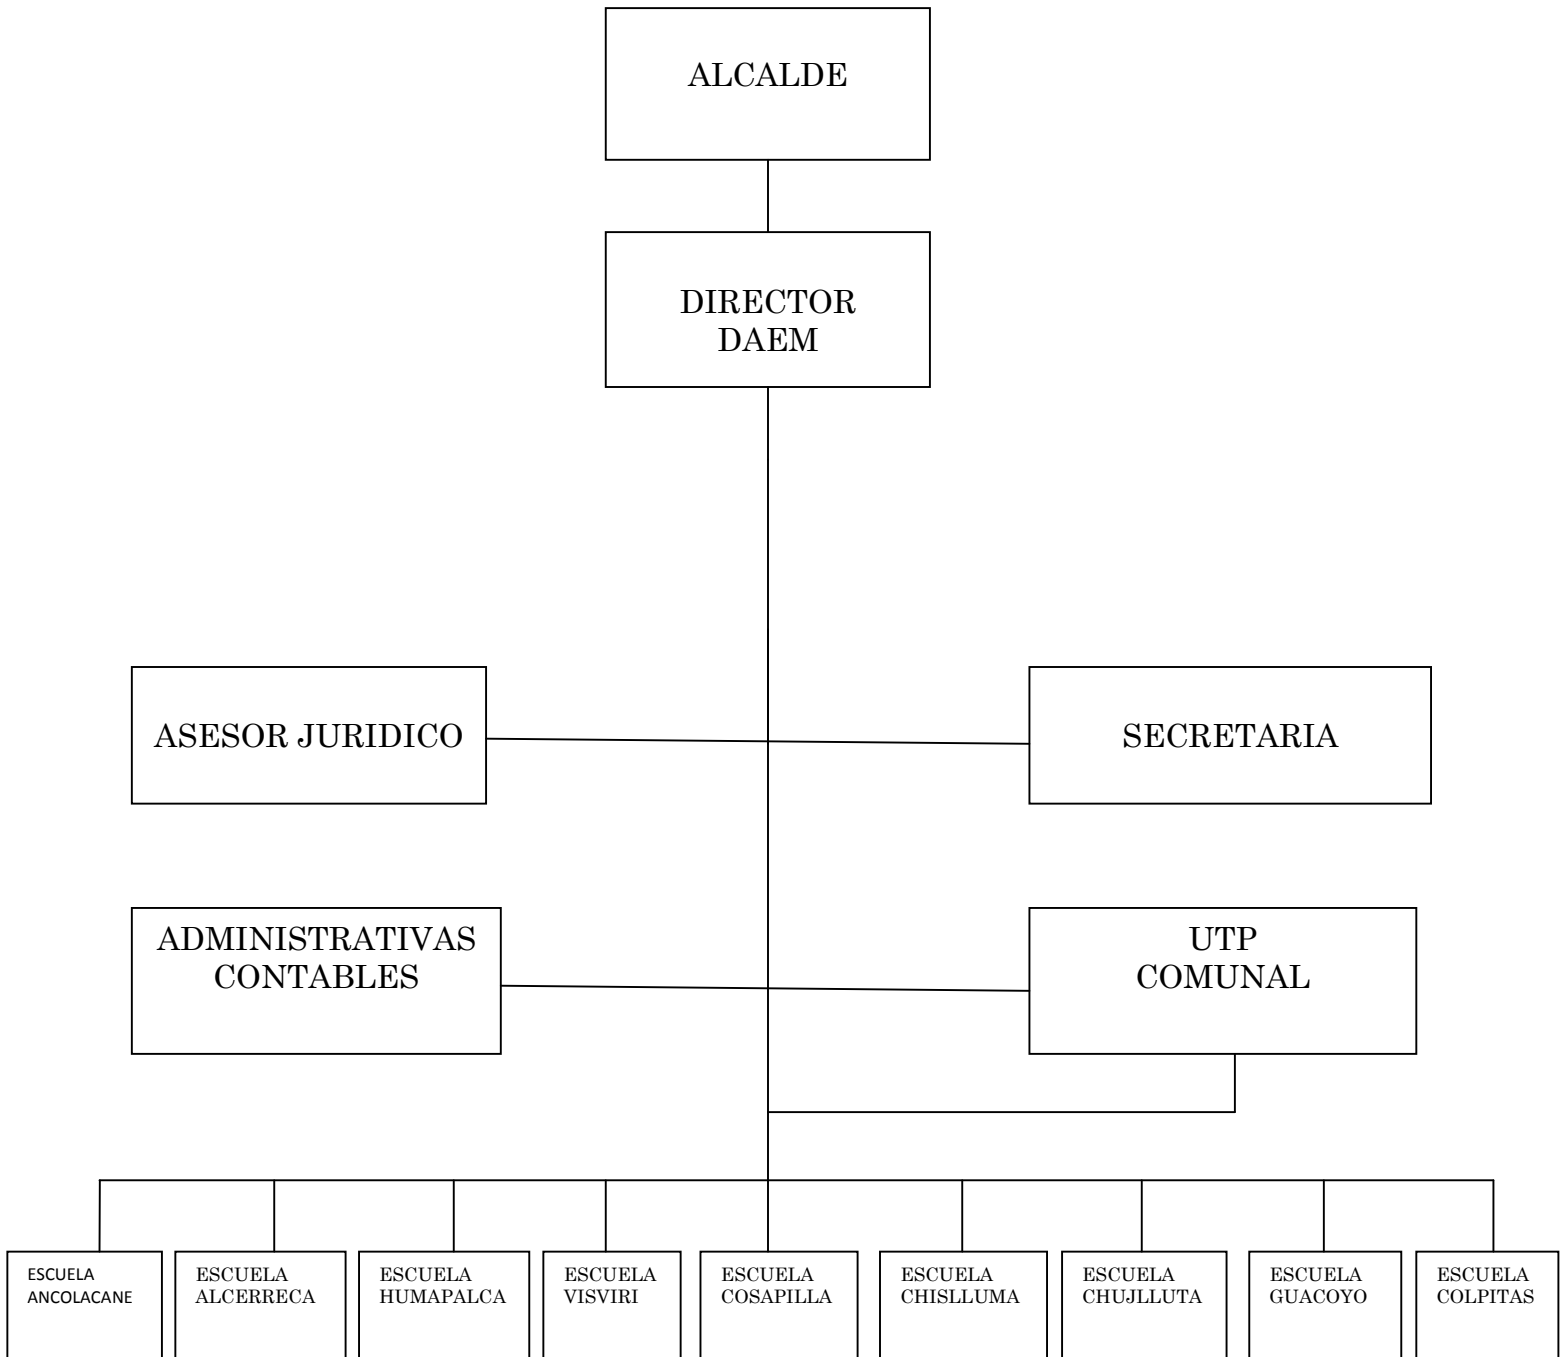 ALCALDE
DIRECTOR
DAEM
ASESOR JURIDICO
SECRETARIA
ADMINISTRATIVAS
CONTABLES
UTP
COMUNAL
ESCUELA
ANCOLACANE
ESCUELA
ALCERRECA
ESCUELA
HUMAPALCA
ESCUELA
VISVIRI
ESCUELA
COSAPILLA
ESCUELA
CHISLLUMA
ESCUELA
CHUJLLUTA
ESCUELA
GUACOYO
ESCUELA
COLPITAS